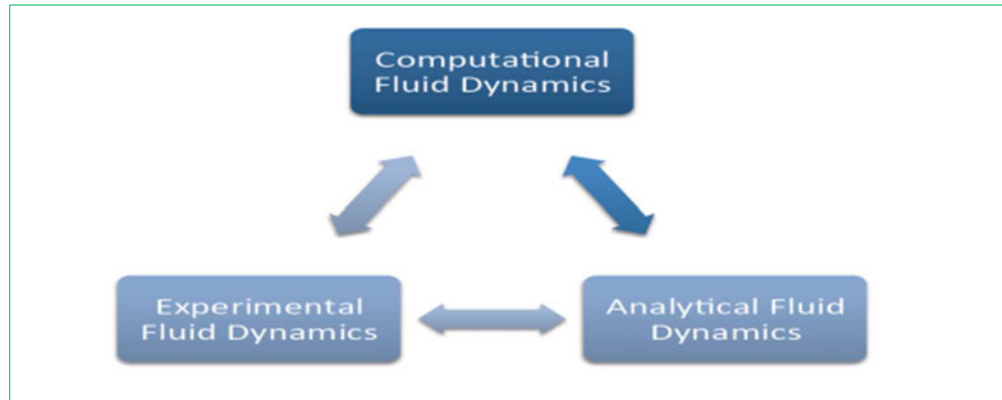 Computational
Fluid Dynamics
Experimental
Fluid Dynamics
Analytical Fluid
Dynamics